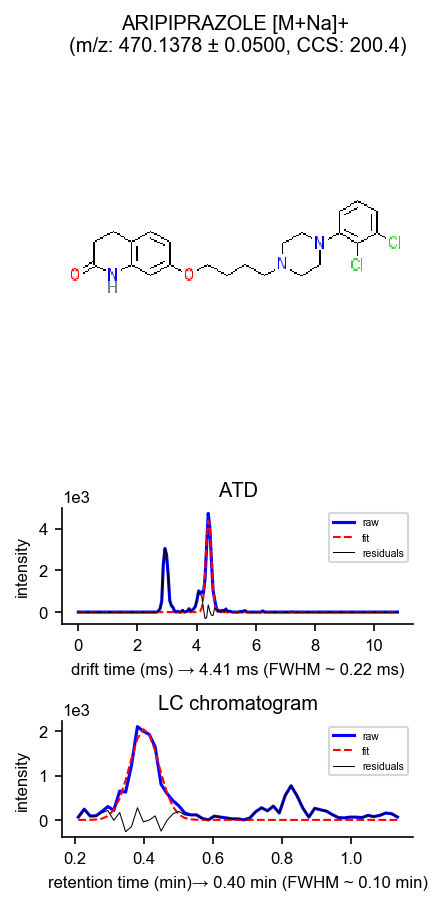 ARIPIPRAZOLE [M+Na]+
(m/z: 470.1378 ± 0.0500, CCS: 200.4)
O
N
H
O
N
N
Cl
Cl
ATD
1e3
intensity
4
2
0
raw
fit
residuals
0 2 4 6 8 10
drift time (ms) → 4.41 ms (FWHM ~ 0.22 ms)
LC chromatogram
1e3
intensity
2
1
0
raw
fit
residuals
0.2 0.4 0.6 0.8 1.0
retention time (min)→ 0.40 min (FWHM ~ 0.10 min)